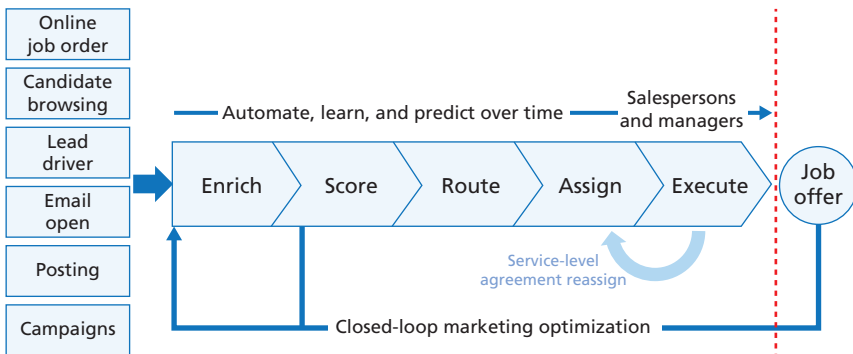 Online
job order
Candidate
browsing
Lead
driver
Email
open
Posting
Campaigns
Automate, learn, and predict over time
Salespersons
and managers
Enrich
Score
Route
Assign
Execute
Job
offer
Service-level
agreement reassign
Closed-loop marketing optimization